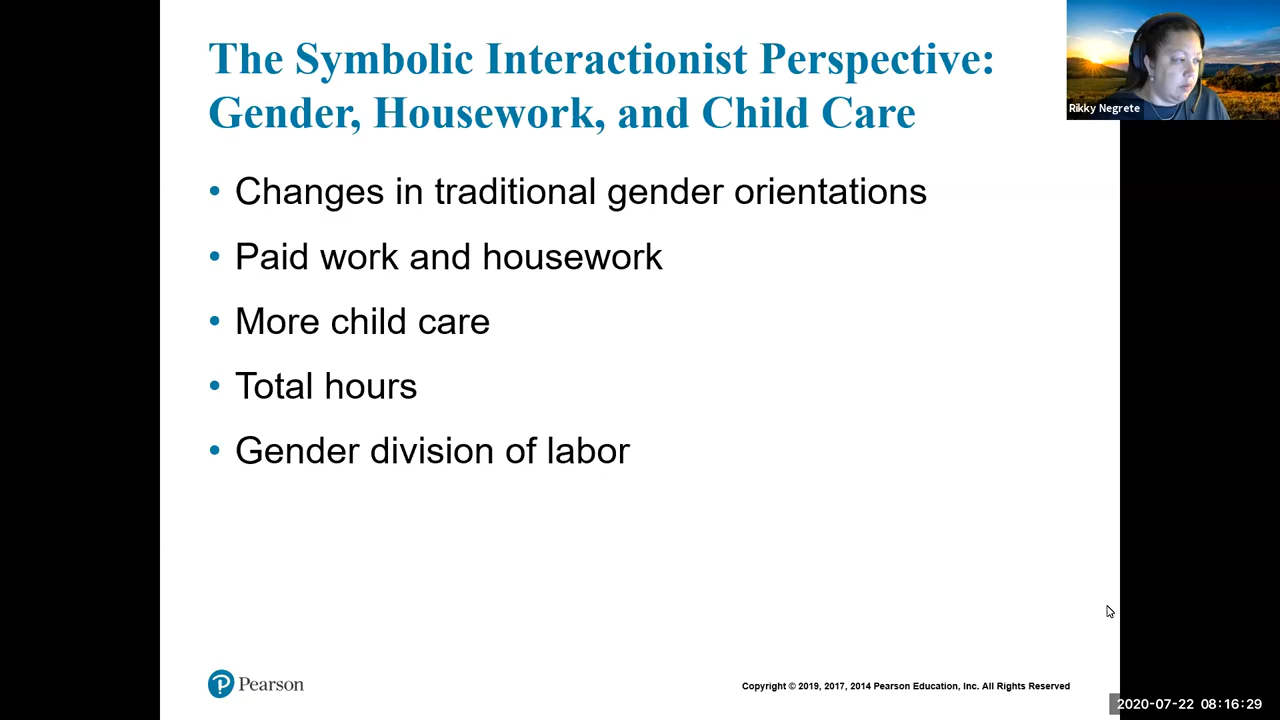 The Symbolic Interactionist Perspective:
Gender, Housework, and Child Care
Rikky Negrete
• Changes in traditional gender orientations
• Paid work and housework
• More child care
• Total hours
• Gender division of labor
Pearson
Copyright © 2019, 2017, 2014 Pearson Education, Inc. All Rights Reserved
2020-07-22 08:16:29